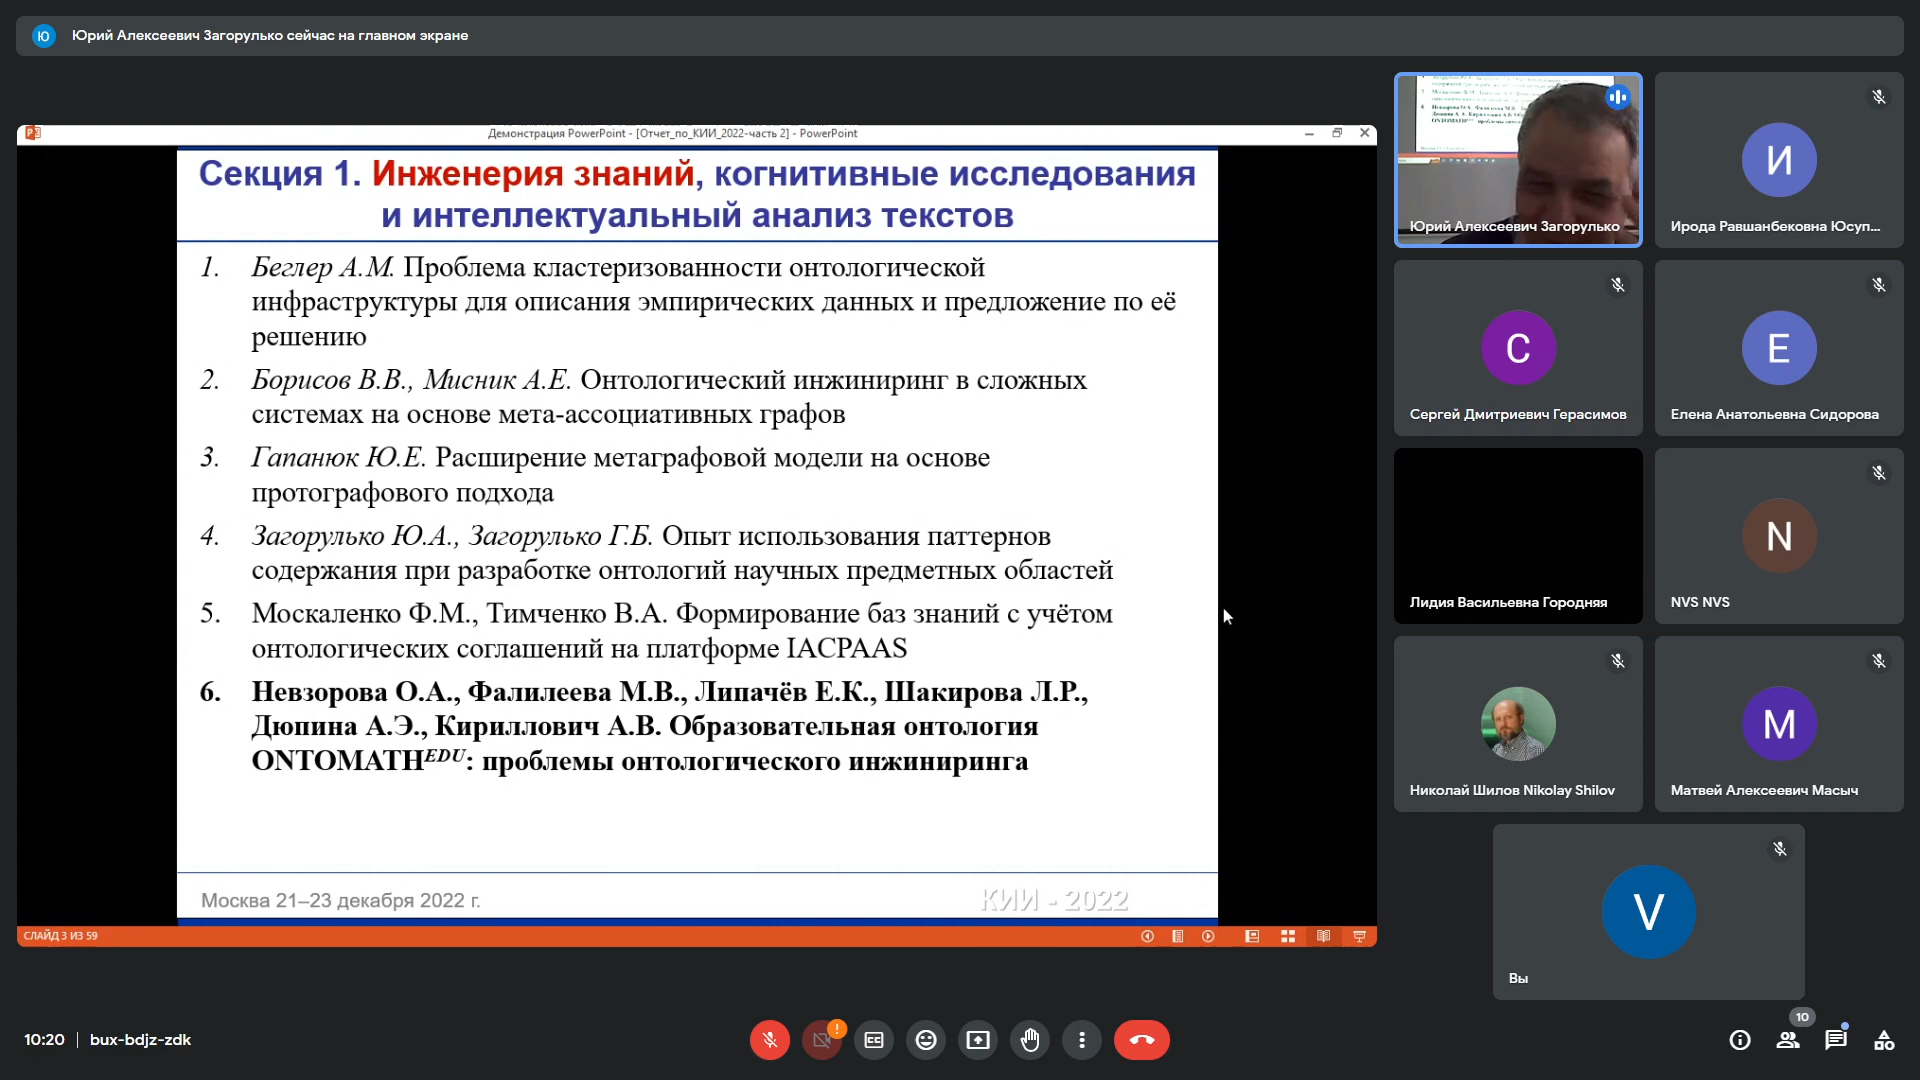 Ю Юрий Алексеевич Загорулько сейчас на главном экране
Демонстрация PowerPoint - [Отчет_по_КИИ_2022-часть 2] - PowerPoint
Секция 1. Инженерия знаний, когнитивные исследования
и интеллектуальный анализ текстов
1. Беглер А.М. Проблема кластеризованности онтологической
инфраструктуры для описания эмпирических данных и предложение по её
решению
2. Борисов В.В., Мисник А.Е. Онтологический инжиниринг в сложных
системах на основе мета-ассоциативных графов
3. Гапанюк Ю.Е. Расширение метаграфовой модели на основе
протографового подхода
4. Загорулько Ю.А., Загорулько Г.Б. Опыт использования паттернов
содержания при разработке онтологий научных предметных областей
5. Москаленко Ф.М., Тимченко В.А. Формирование баз знаний с учётом
онтологических соглашений на платформе IACPAAS
6. Невзорова О.А., Фалилеева М.В., Липачёв Е.К., Шакирова Л.Р.,
Дюпина А.Э., Кириллович А.В. Образовательная онтология
ONTOMATHEDU: проблемы онтологического инжиниринга
Москва 21–23 декабря 2022 г.
КИИ - 2022
СЛАЙД 3 ИЗ 59
Юрий Алексеевич Загорулько
И
Ирода Равшанбековна Юсуп...
С
Сергей Дмитриевич Герасимов
Е
Елена Анатольевна Сидорова
Лидия Васильевна Городняя
N
NVS NVS
Николай Шилов Nikolay Shilov
М
Матвей Алексеевич Масыч
V
Вы
10:20 | bux-bdjz-zdk
CC
10